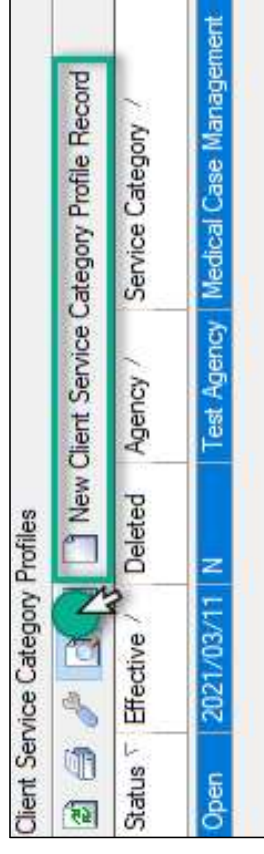 Client Service Category Profiles
New Client Service Category Profile Record
Status Effective / Deleted Agency / Service Category /
Open 2021/03/11 N Test Agency Medical Case Management